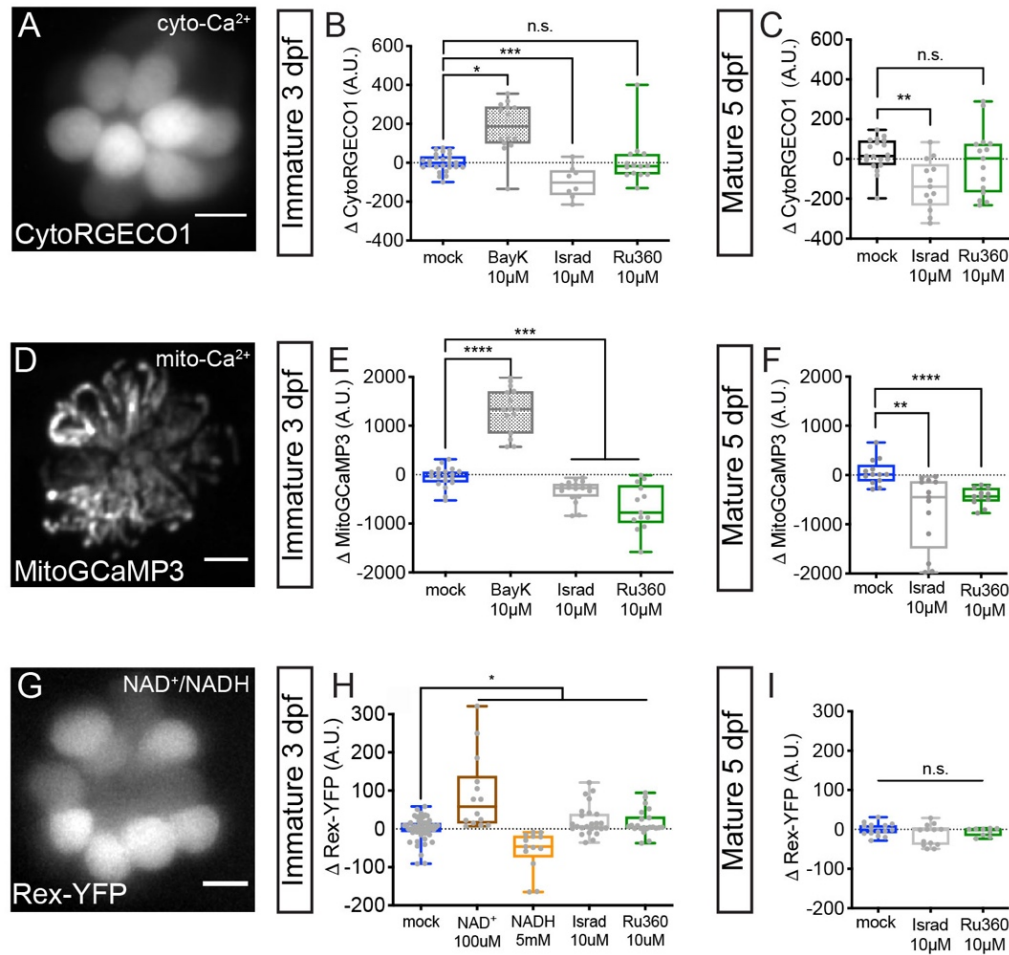 A
cyto-Ca²⁺
CytoRGECO1
Immature 3 dpf
B
Δ CytoRGECO1 (A.U.)
600
400
200
0
-200
-400
n.s.
***
*
mock
BayK
10µM
Israd
10µM
Ru360
10µM
Mature 5 dpf
C
Δ CytoRGECO1 (A.U.)
600
400
200
0
-200
-400
n.s.
**
mock
Israd
10µM
Ru360
10µM
D
mito-Ca²⁺
MitoGCaMP3
Immature 3 dpf
E
Δ MitoGCaMP3 (A.U.)
2000
1000
0
-1000
-2000
***
****
mock
BayK
10µM
Israd
10µM
Ru360
10µM
Mature 5 dpf
F
Δ MitoGCaMP3 (A.U.)
2000
1000
0
-1000
-2000
****
**
mock
Israd
10µM
Ru360
10µM
G
NAD⁺/NADH
Rex-YFP
Immature 3 dpf
H
Δ Rex-YFP (A.U.)
300
200
100
0
-100
-200
*
mock
NAD⁺
100uM
NADH
5mM
Israd
10uM
Ru360
10uM
Mature 5 dpf
I
Δ Rex-YFP (A.U.)
300
200
100
0
-100
-200
n.s.
mock
Israd
10µM
Ru360
10µM